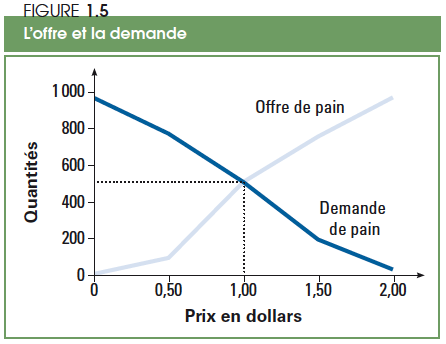 FIGURE 1.5
L'offre et la demande
Quantités
1 000
800
600
400
200
0
Offre de pain
Demande
de pain
0
0,50
1,00
1,50
2,00
Prix en dollars